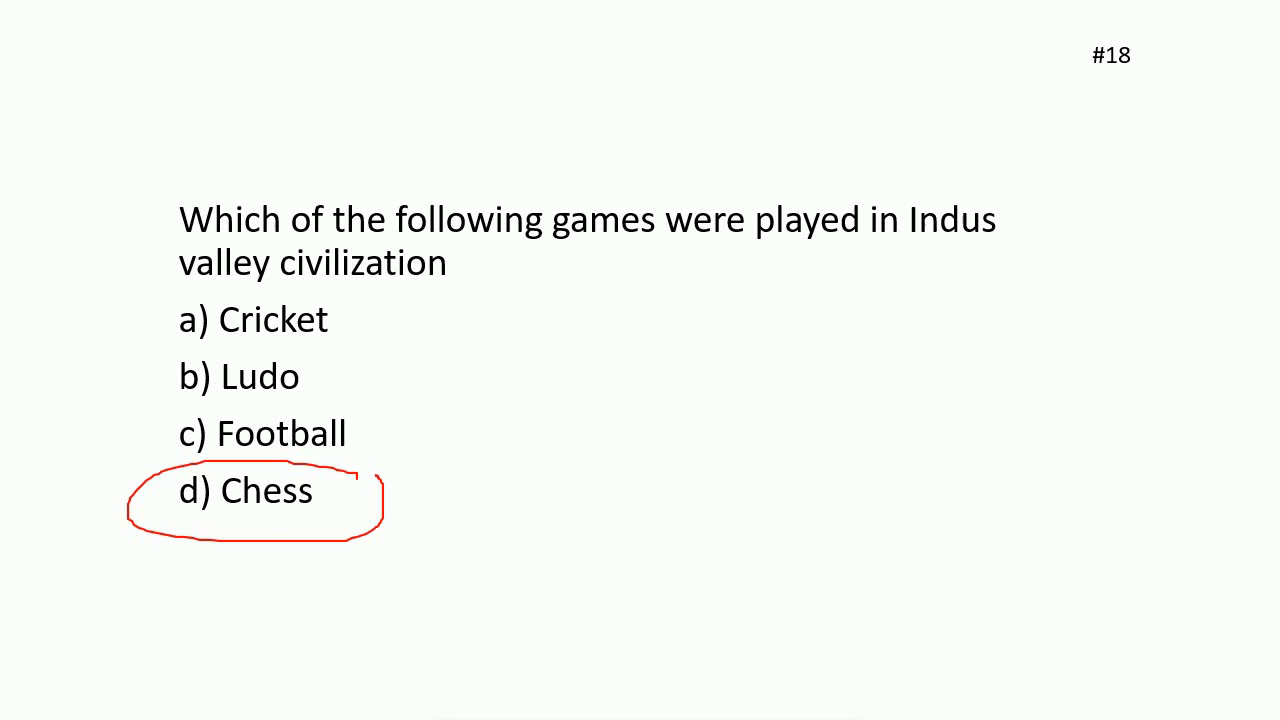 #18
Which of the following games were played in Indus
valley civilization
a) Cricket
b) Ludo
c) Football
d) Chess